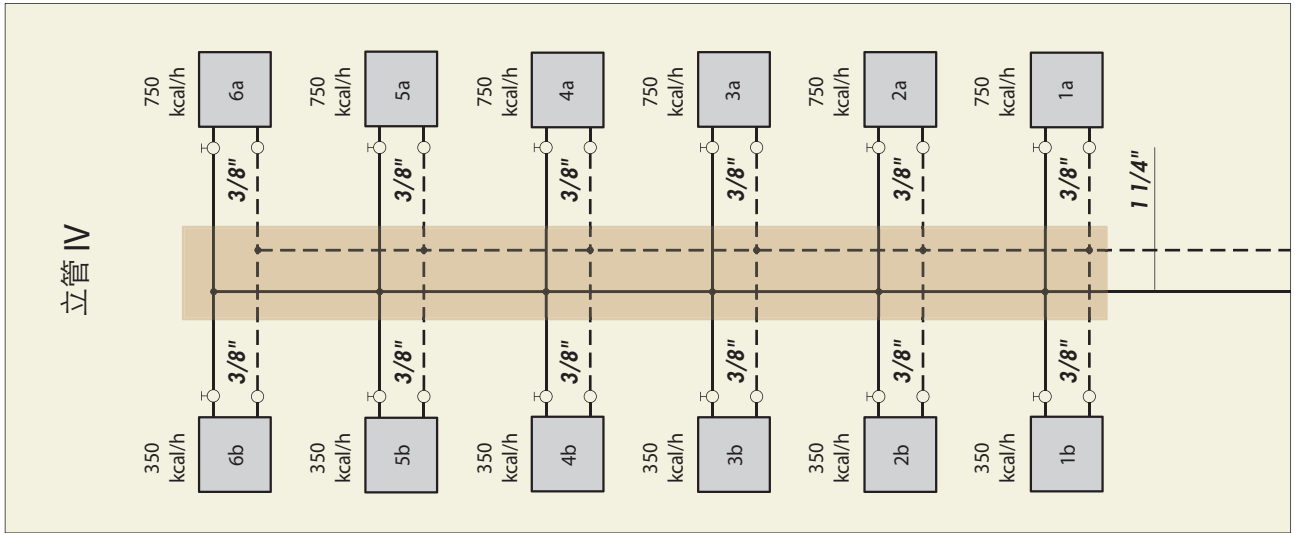 立管 IV
350
kcal/h
750
kcal/h
6b
3/8"
3/8"
6a
350
kcal/h
750
kcal/h
5b
3/8"
3/8"
5a
350
kcal/h
750
kcal/h
4b
3/8"
3/8"
4a
350
kcal/h
750
kcal/h
3b
3/8"
3/8"
3a
350
kcal/h
750
kcal/h
2b
3/8"
3/8"
2a
350
kcal/h
750
kcal/h
1b
3/8"
3/8"
1a
1 1/4"